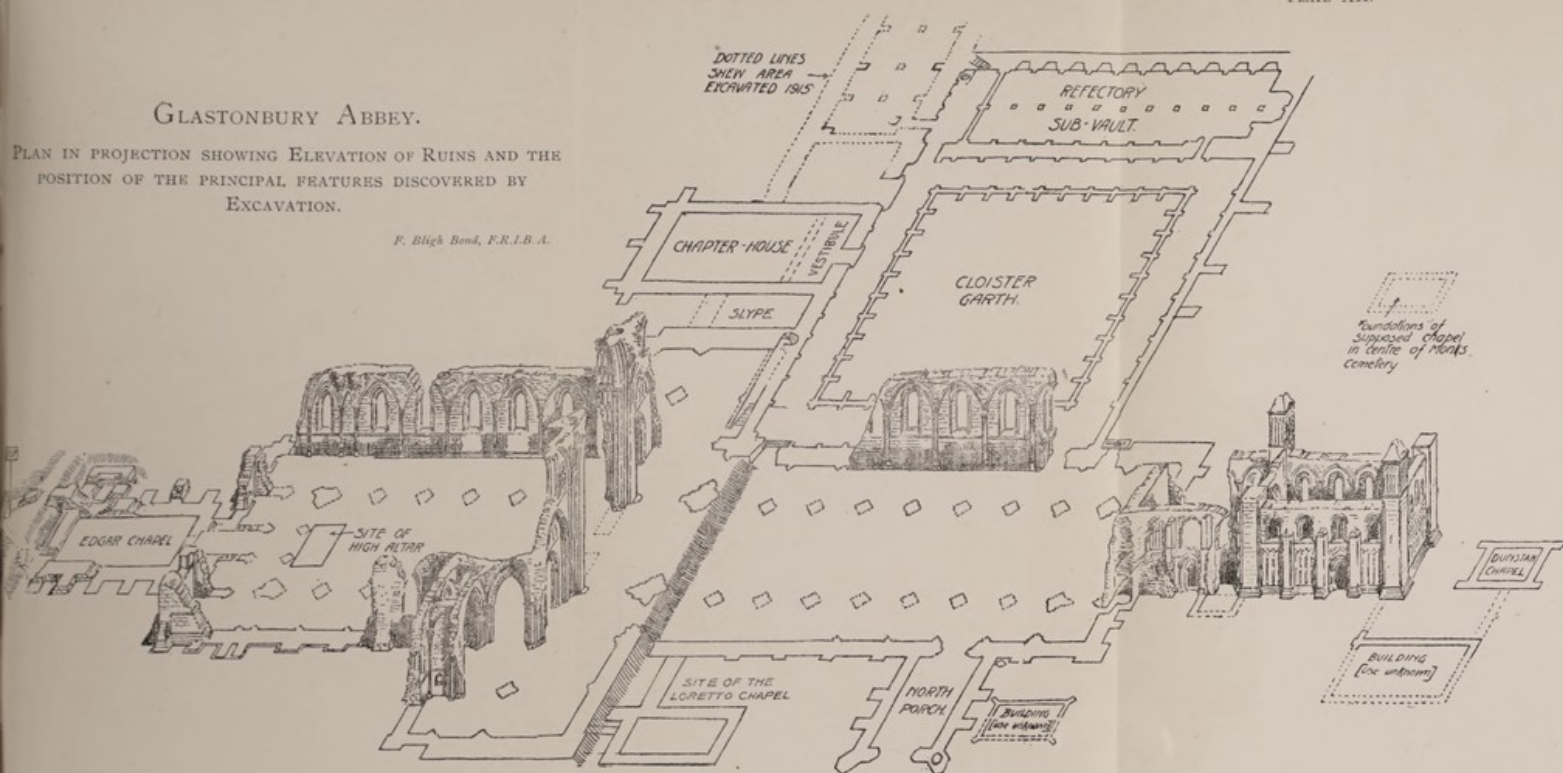 GLASTONBURY ABBEY.
PLAN IN PROJECTION SHOWING ELEVATION OF RUINS AND THE
POSITION OF THE PRINCIPAL FEATURES DISCOVERED BY
EXCAVATION.
F. Bligh Bond, F.R.I.B.A.
DOTTED LINES
SHEW AREA
EXCAVATED 1915
REFECTORY
SUB-VAULT.
CHAPTER-HOUSE
VESTIBULE
SLYPE
CLOISTER
GARTH.
Foundations of
supposed chapel
in centre of Monks
Cemetery
EDGAR CHAPEL
SITE OF
HIGH ALTAR
DUNSTAN
CHAPEL
BUILDING
[use unknown]
SITE OF THE
LORETTO CHAPEL
NORTH
PORCH.
BUILDING
[use unknown]